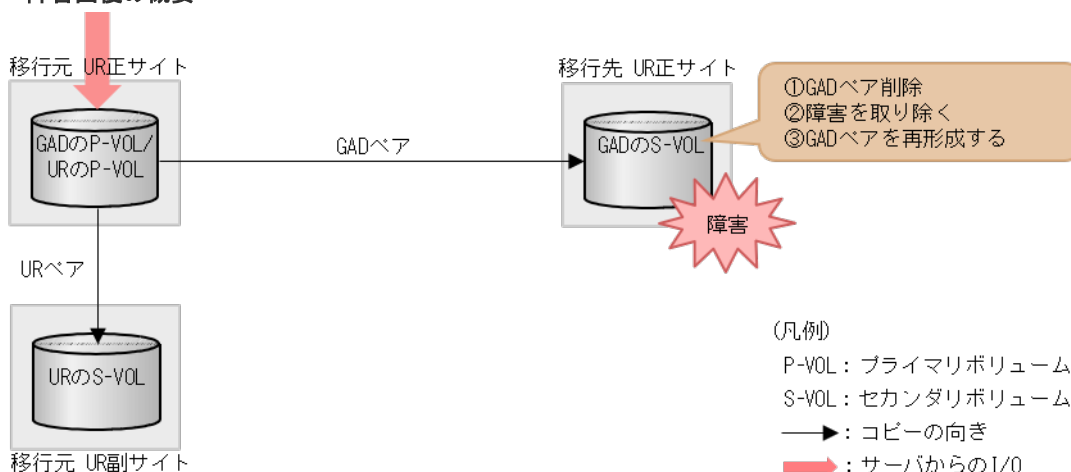 移行元 UR正サイト
移行先 UR正サイト
①GADペア削除
②障害を取り除く
③GADペアを再形成する
GADのP-VOL/
URのP-VOL
GADペア
GADのS-VOL
障害
URペア
URのS-VOL
移行元 UR副サイト
(凡例)
P-VOL：プライマリボリューム
S-VOL：セカンダリボリューム
：コピーの向き
：サーバからのI/O